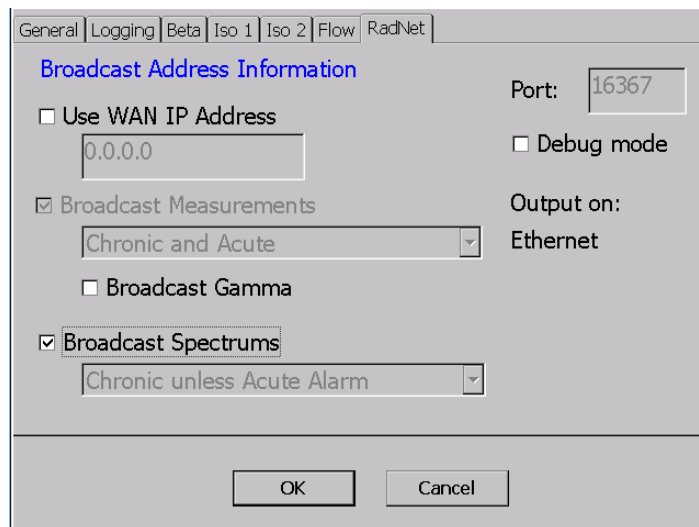 General Logging Beta Iso 1 Iso 2 Flow RadNet
Broadcast Address Information
Port: 16367
Use WAN IP Address
0.0.0.0
Debug mode
Broadcast Measurements
Output on:
Chronic and Acute
Ethernet
Broadcast Gamma
Broadcast Spectrums
Chronic unless Acute Alarm
OK Cancel